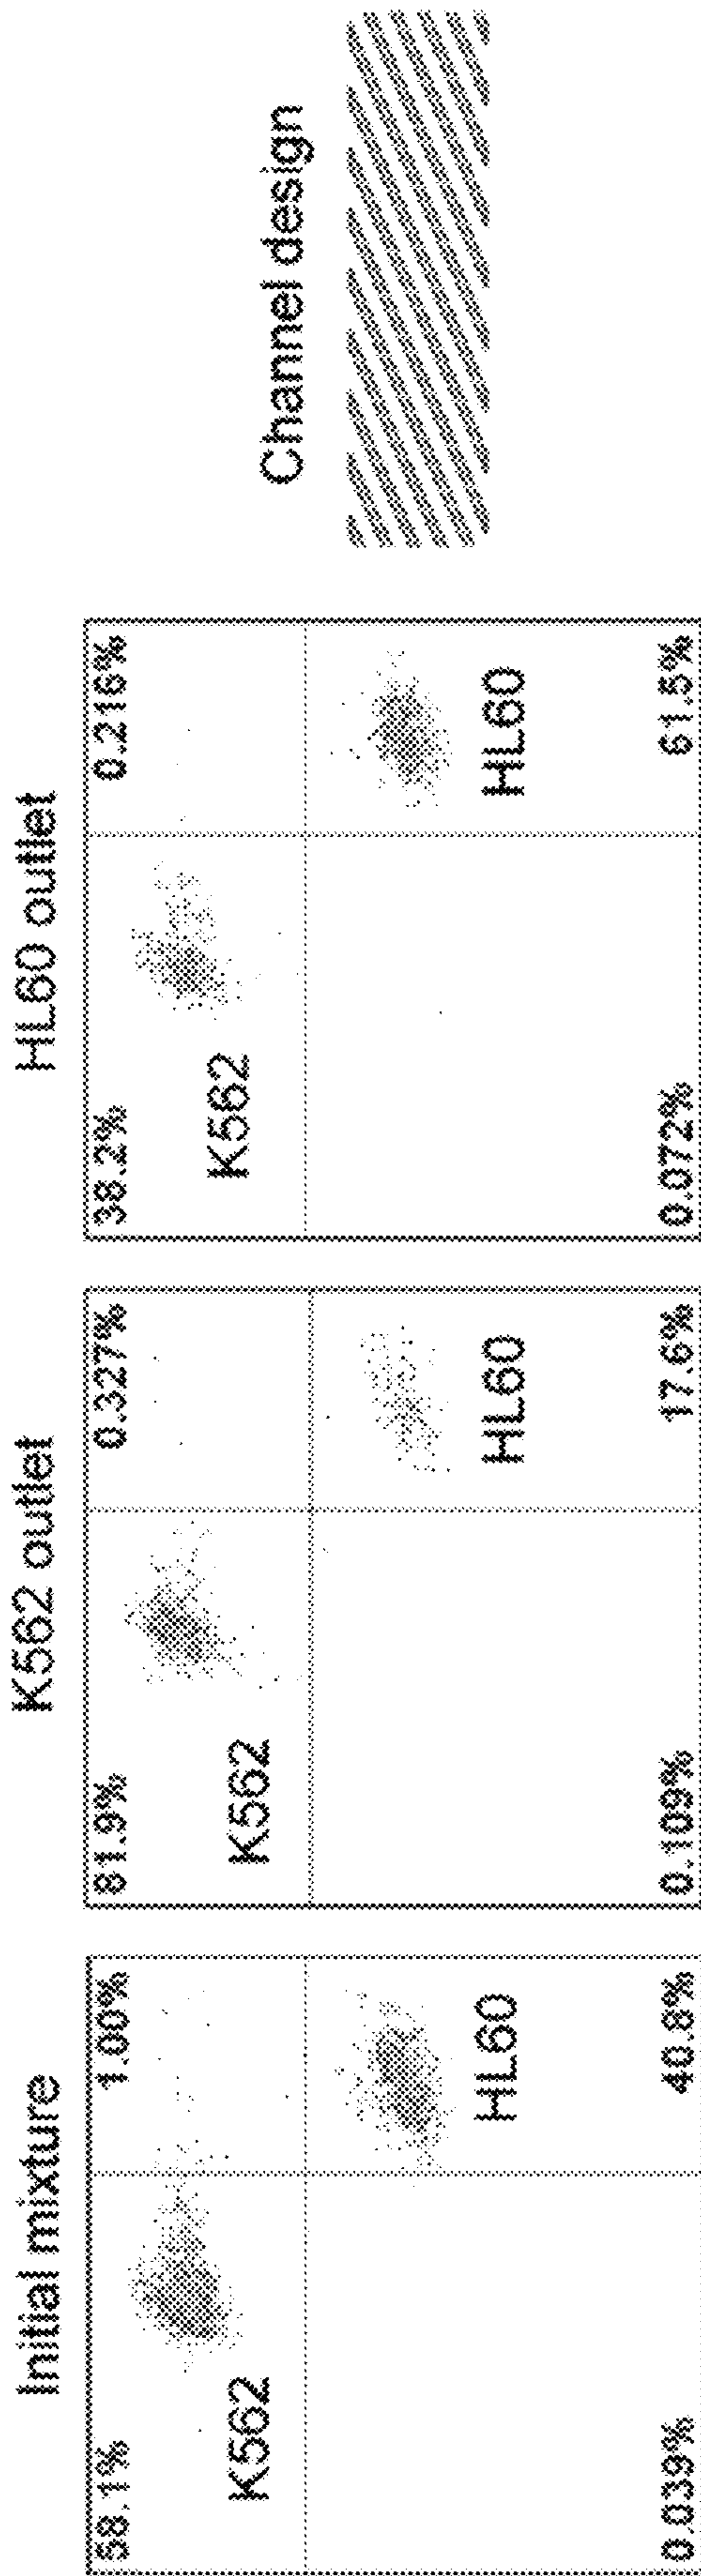 Initial mixture
58.1%
1.00%
K562
HL60
0.039%
40.8%
K562 outlet
81.9%
0.327%
K562
HL60
0.109%
17.6%
HL60 outlet
38.2%
0.216%
K562
HL60
0.072%
61.5%
Channel design